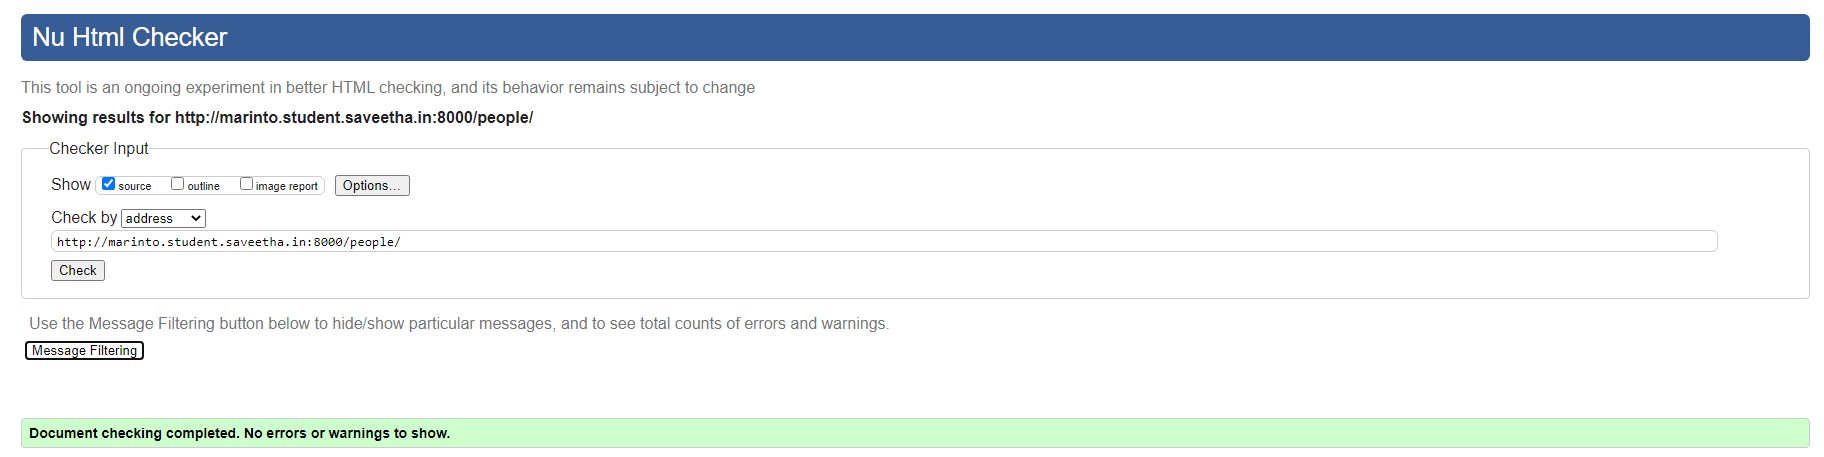 Nu Html Checker
This tool is an ongoing experiment in better HTML checking, and its behavior remains subject to change
Showing results for http://marinto.student.saveetha.in:8000/people/
Checker Input
Show source outline image report Options...
Check by address
http://marinto.student.saveetha.in:8000/people/
Check
Use the Message Filtering button below to hide/show particular messages, and to see total counts of errors and warnings.
Message Filtering
Document checking completed. No errors or warnings to show.